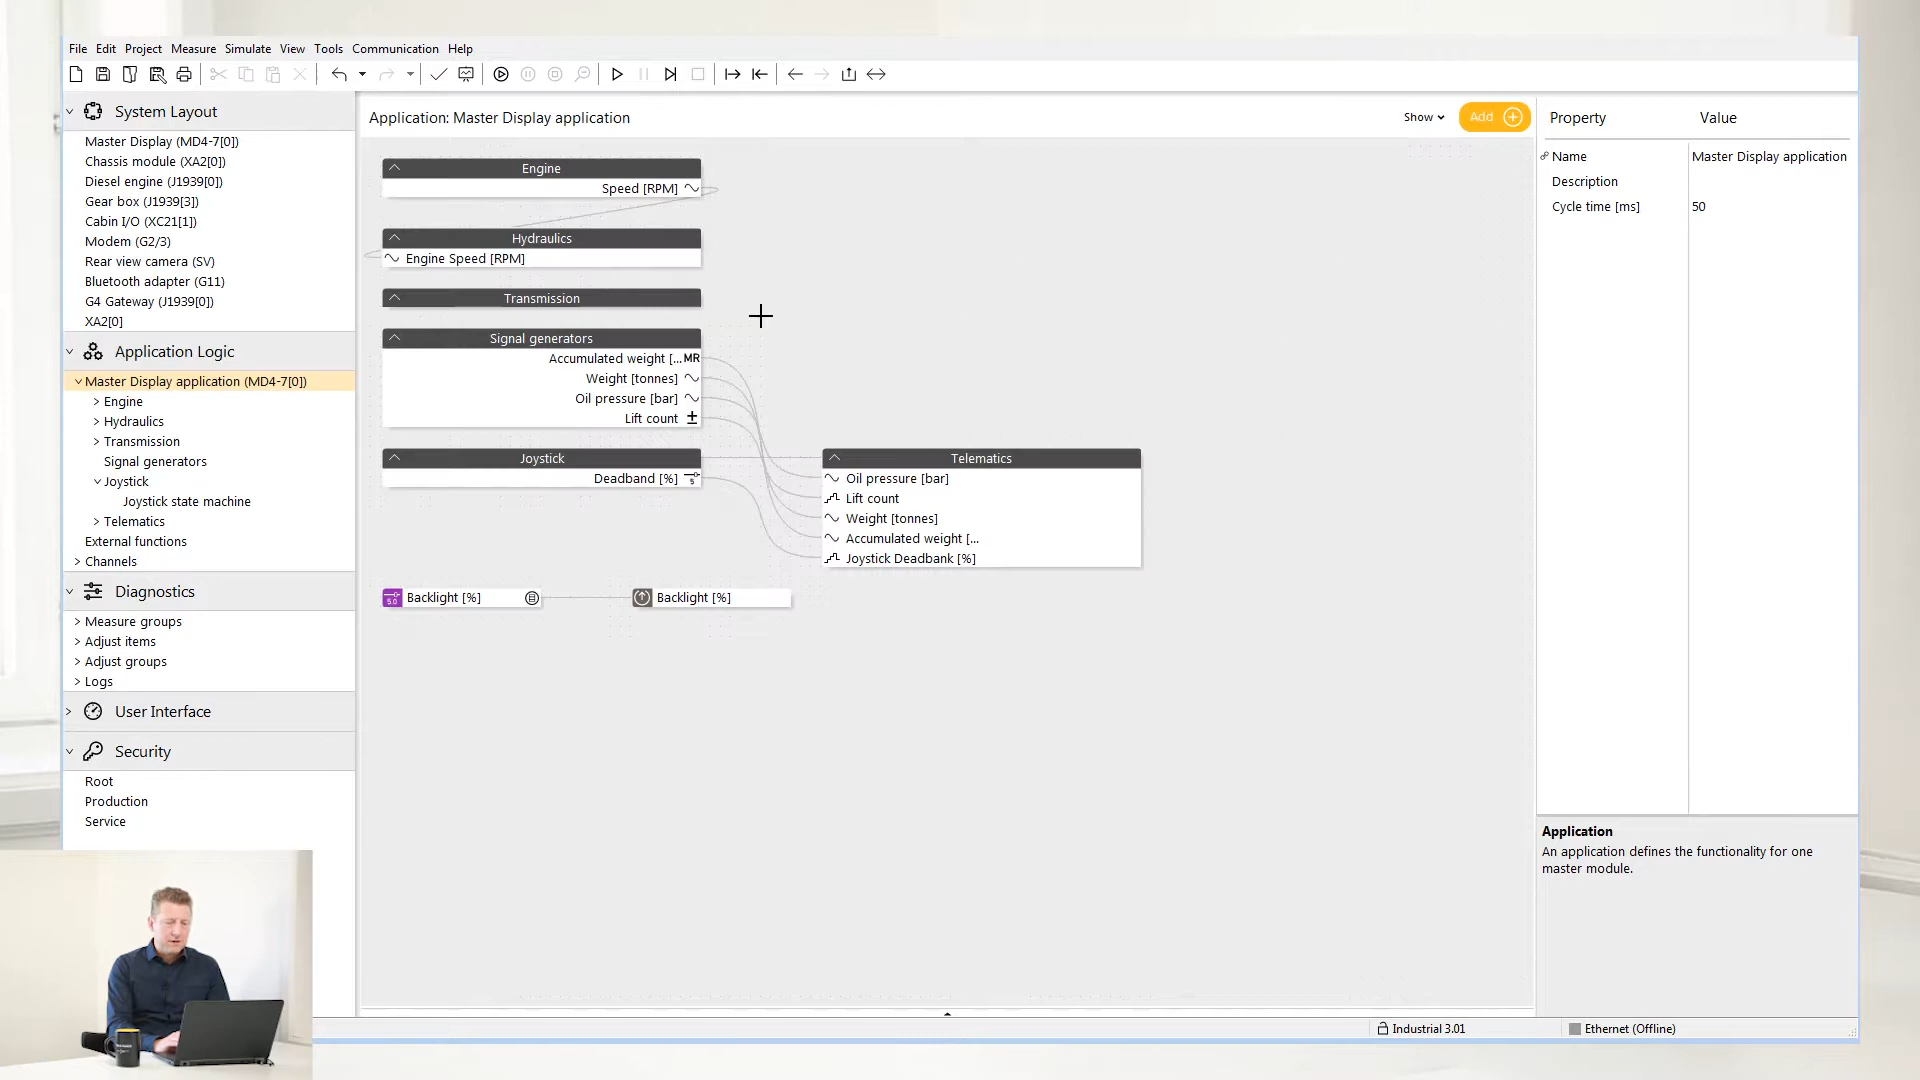 File Edit Project Measure Simulate View Tools Communication Help
System Layout
Master Display (MD4-7[0])
Chassis module (XA2[0])
Diesel engine (J1939[0])
Gear box (J1939[3])
Cabin I/O (XC21[1])
Modem (G2/3)
Rear view camera (SV)
Bluetooth adapter (G11)
G4 Gateway (J1939[0])
XA2[0]
Application Logic
Master Display application (MD4-7[0])
Engine
Hydraulics
Transmission
Signal generators
Joystick
Joystick state machine
Telematics
External functions
Channels
Diagnostics
Measure groups
Adjust items
Adjust groups
Logs
User Interface
Security
Root
Production
Service
Application: Master Display application
Show
Add
Engine
Speed [RPM]
Hydraulics
Engine Speed [RPM]
Transmission
Signal generators
Accumulated weight [... MR
Weight [tonnes]
Oil pressure [bar]
Lift count
Joystick
Deadband [%] 5
Telematics
Oil pressure [bar]
Lift count
Weight [tonnes]
Accumulated weight [...
Joystick Deadbank [%]
5.0 Backlight [%]
Backlight [%]
Property Value
Name Master Display application
Description
Cycle time [ms] 50
Application
An application defines the functionality for one
master module.
Industrial 3.01
Ethernet (Offline)